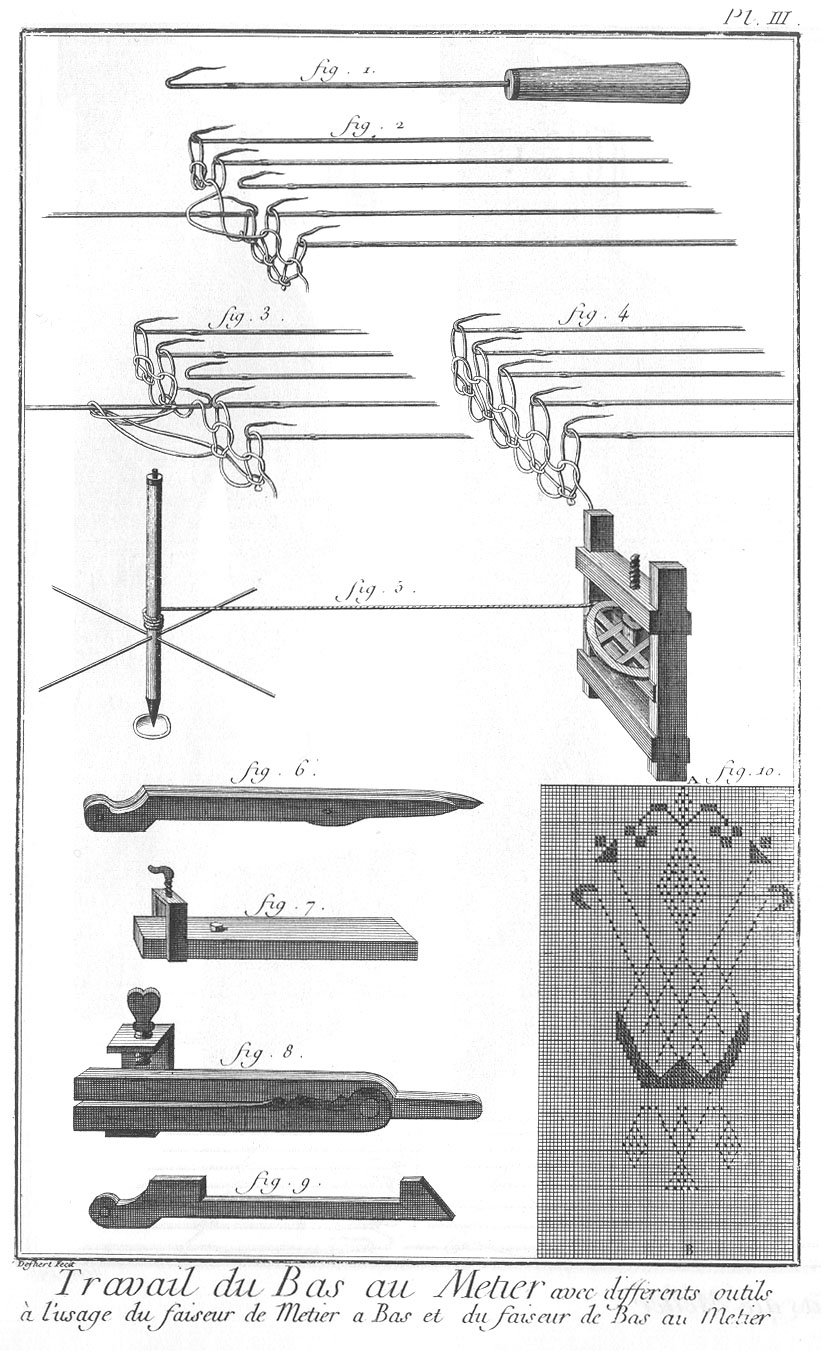 Pl. III.
fig. 1.
fig. 2
fig. 3.
fig. 4
fig. 5.
fig. 6.
A fig. 10.
fig. 7.
fig. 8.
fig. 9.
B
Fecit
Travail du Bas au Metier avec differents outils
à l'usage du faiseur de Metier a Bas et du faiseur de Bas au Metier